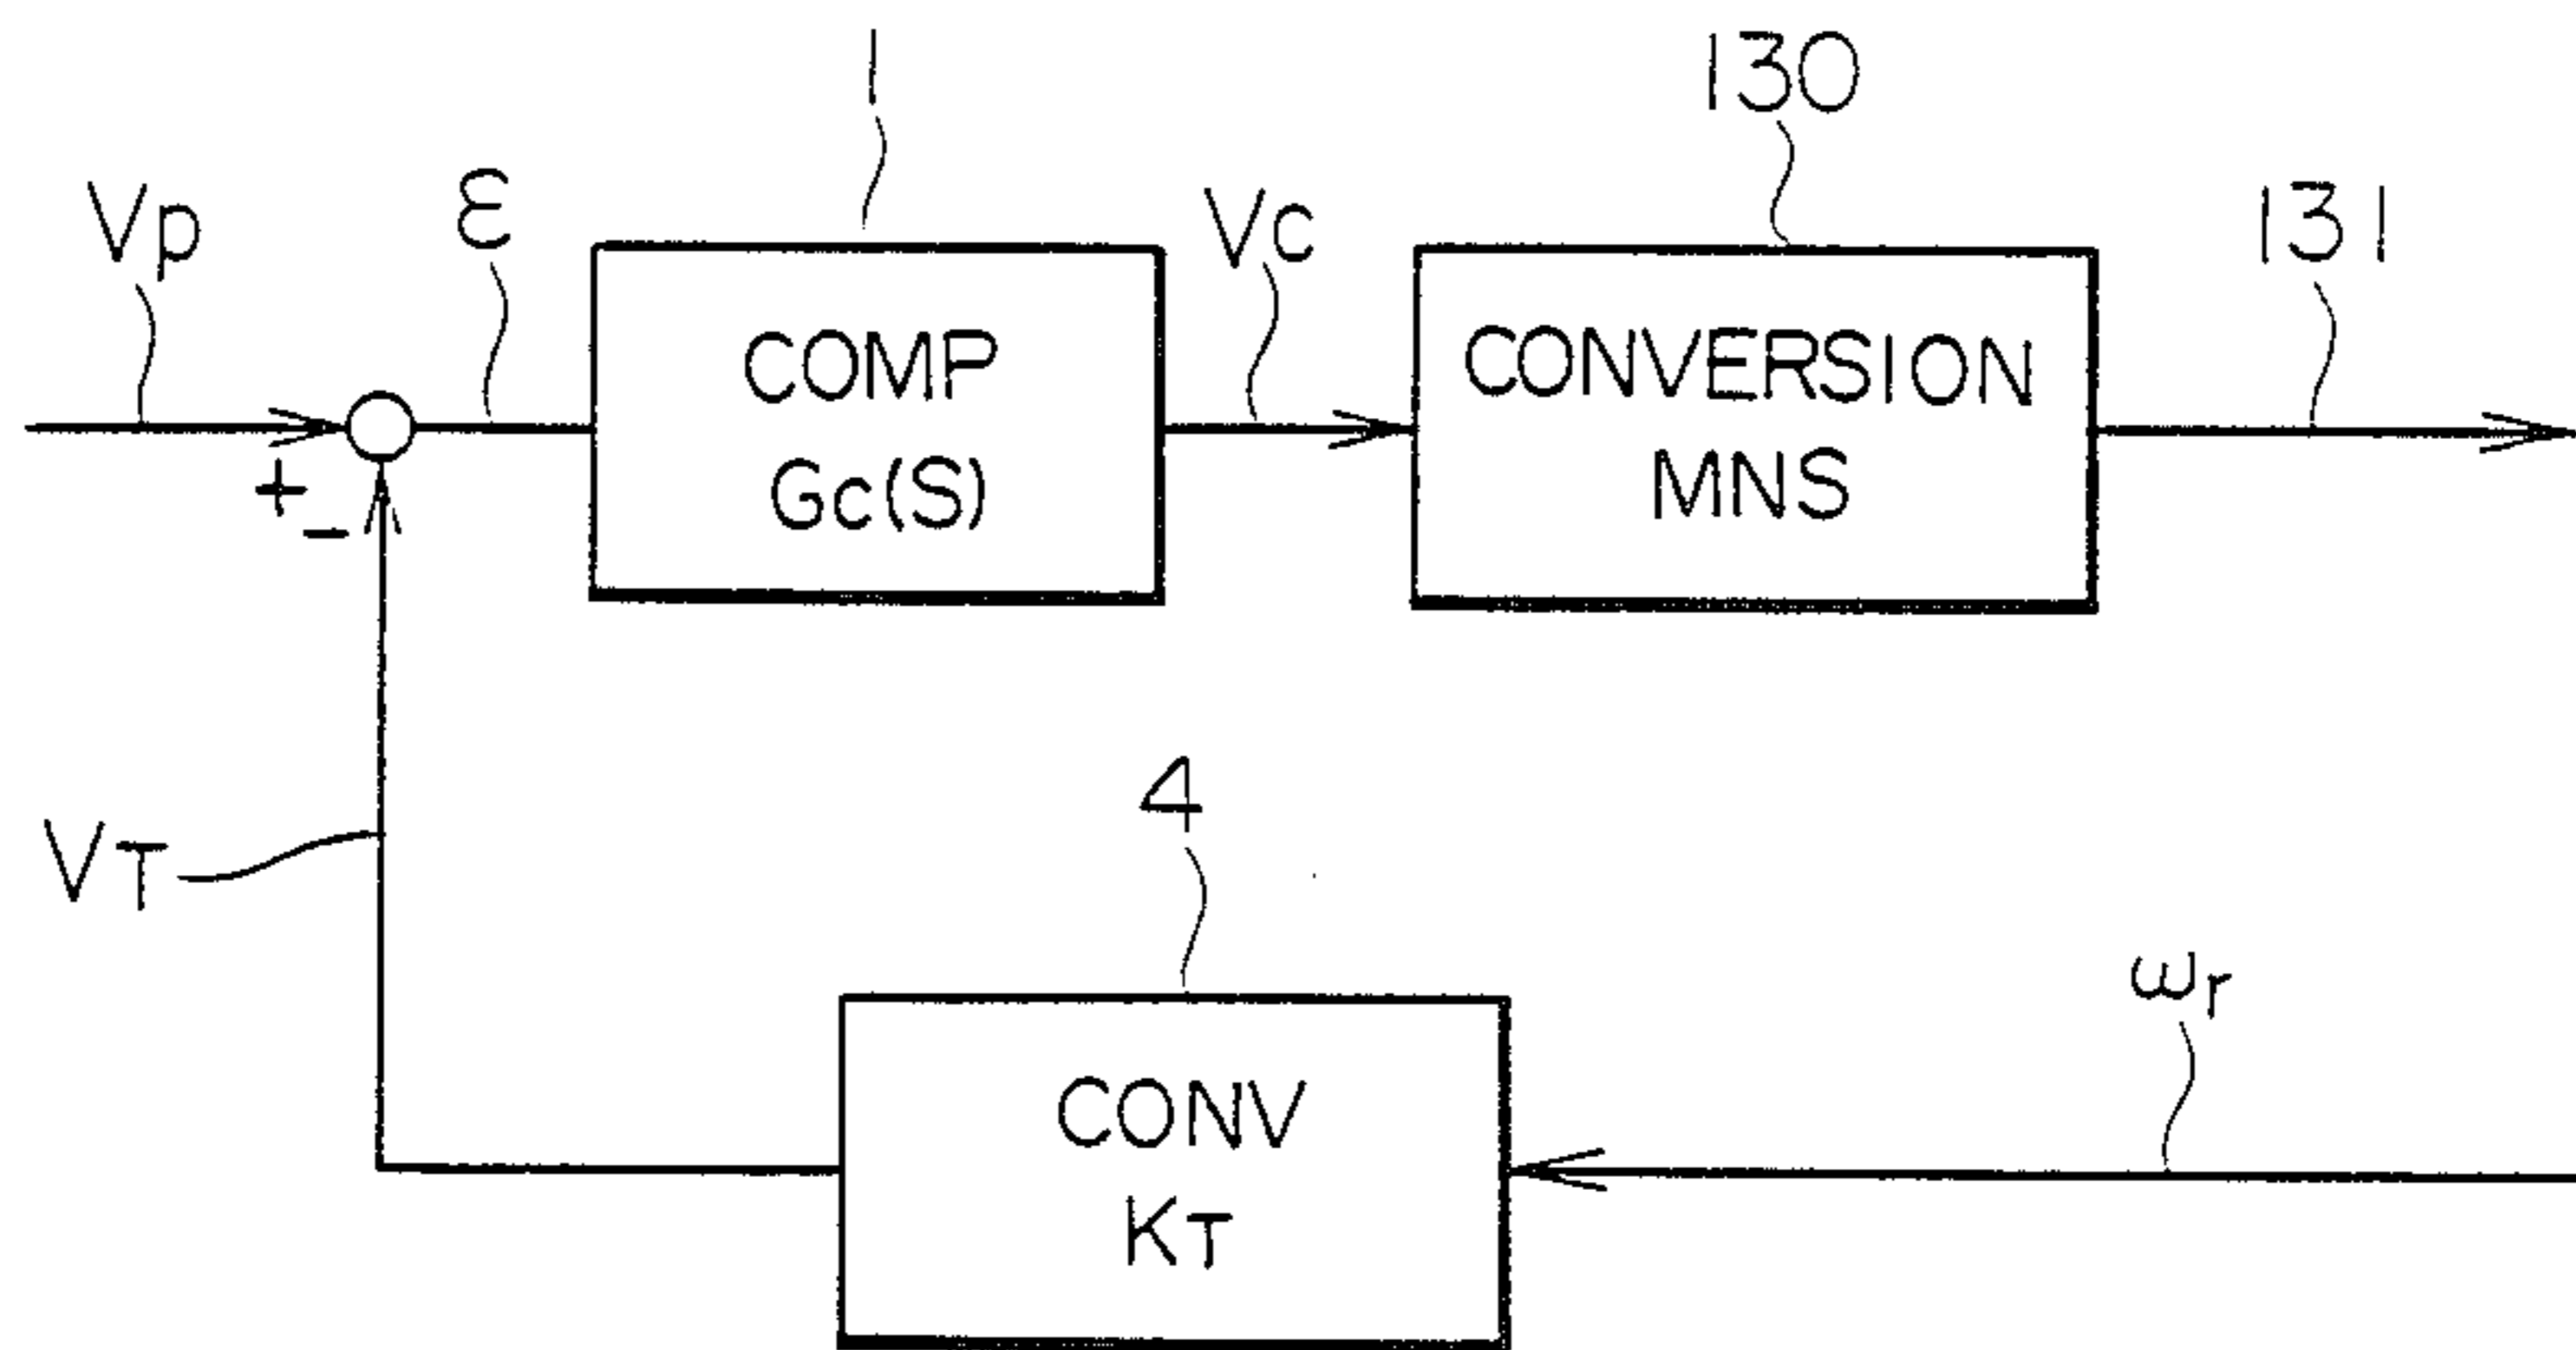 1
130
Vp
ε
Vc
131
COMP
Gc(S)
CONVERSION
MNS
+
-
VT
4
ωr
CONV
KT